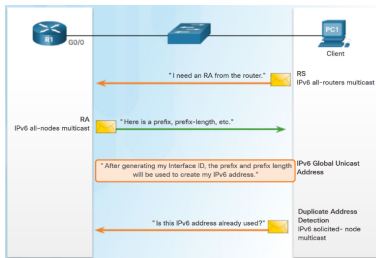 R1
G0/0
PC1
Client
" I need an RA from the router."
RS
IPv6 all-routers multicast
RA
IPv6 all-nodes multicast
" Here is a prefix, prefix-length, etc."
" After generating my Interface ID, the prefix and prefix length
will be used to create my IPv6 address."
IPv6 Global Unicast
Address
" Is this IPv6 address already used?"
Duplicate Address
Detection
IPv6 solicited- node
multicast